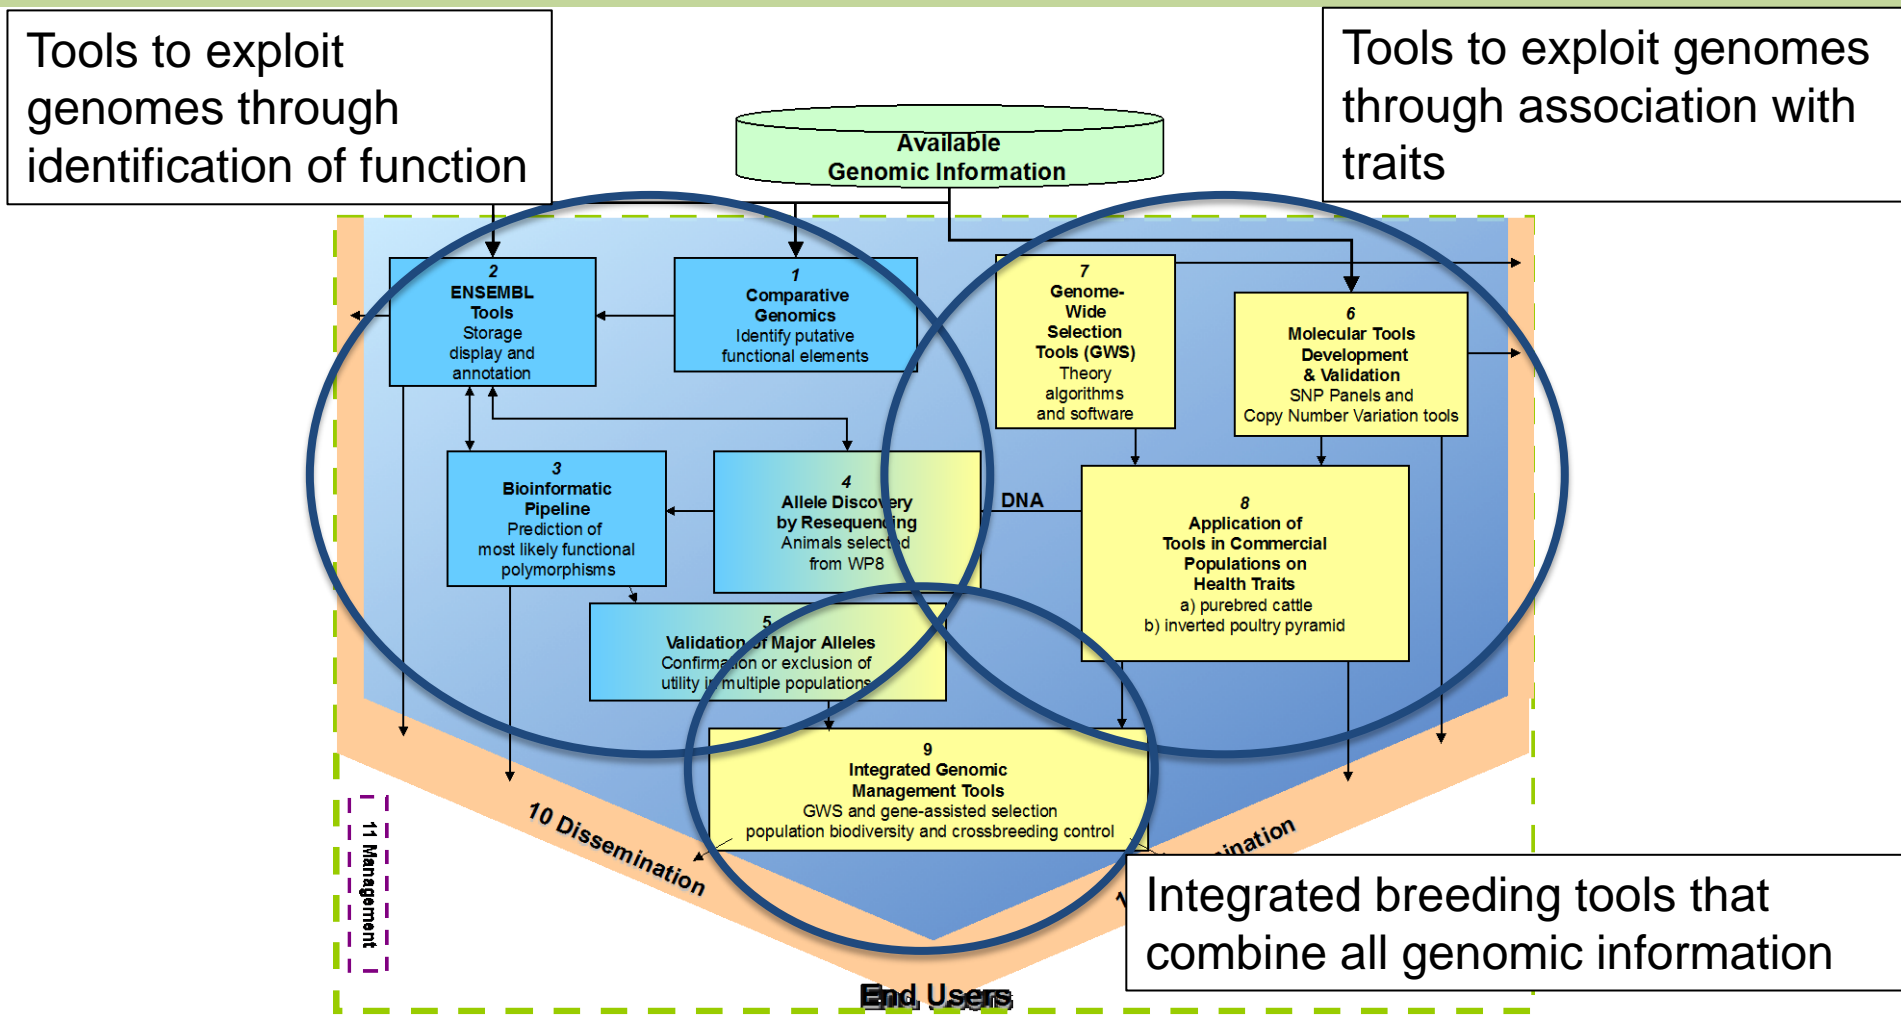 Tools to exploit
genomes through
identification of function
Tools to exploit genomes
through association with
traits
Available
Genomic Information
2
ENSEMBL
Tools
Storage
display and
annotation
1
Comparative
Genomics
Identify putative
functional elements
7
Genome-
Wide
Selection
Tools (GWS)
Theory
algorithms
and software
6
Molecular Tools
Development
& Validation
SNP Panels and
Copy Number Variation tools
3
Bioinformatic
Pipeline
Prediction of
most likely functional
polymorphisms
4
Allele Discovery
by Resequencing
Animals selected
from WP8
DNA
8
Application of
Tools in Commercial
Populations on
Health Traits
a) purebred cattle
b) inverted poultry pyramid
5
Validation of Major Alleles
Confirmation or exclusion of
utility in multiple populations
9
Integrated Genomic
Management Tools
GWS and gene-assisted selection
population biodiversity and crossbreeding control
10 Dissemination
11 Management
Integrated breeding tools that
combine all genomic information
End Users